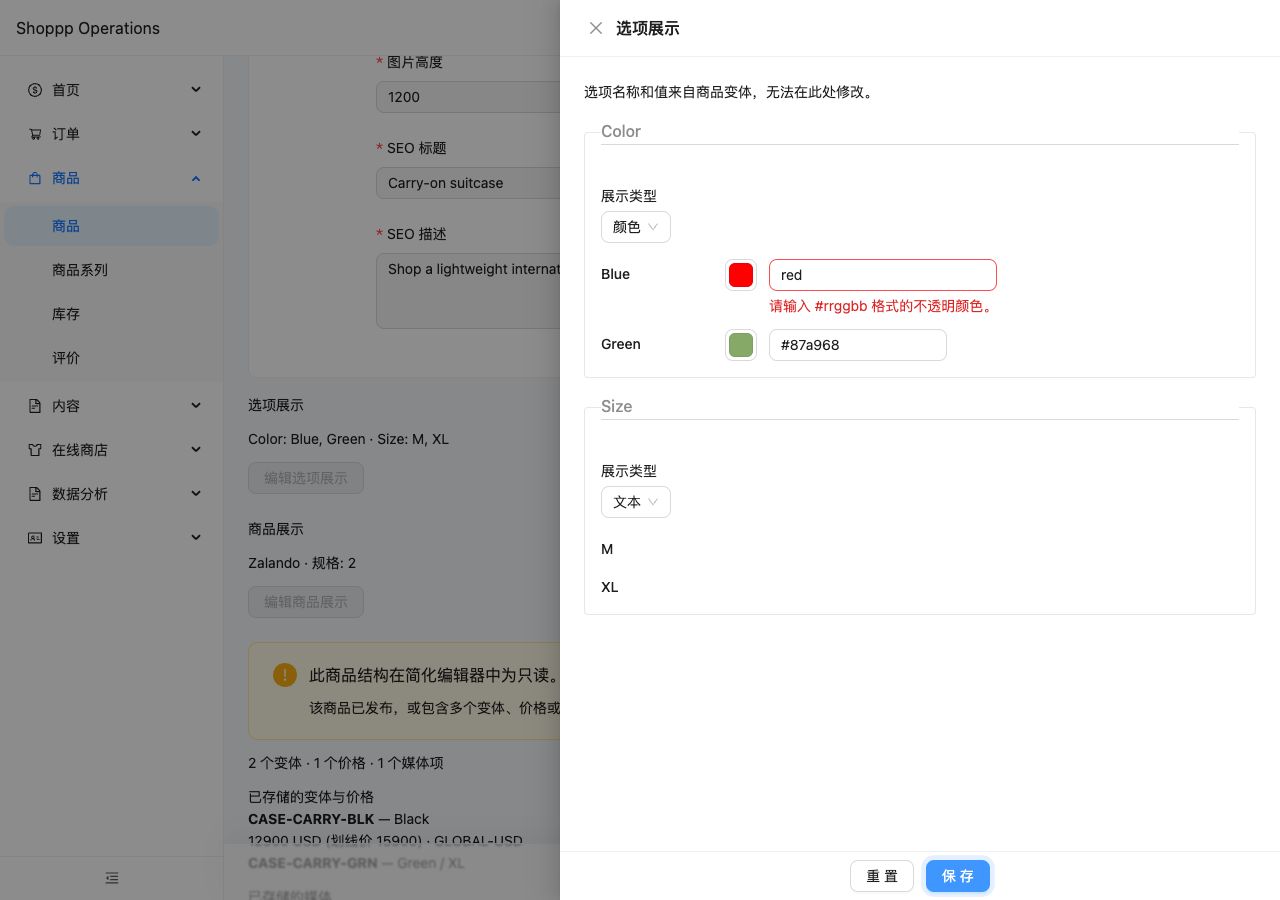 Shoppp Operations
首页
订单
商品
商品
商品系列
库存
评价
内容
在线商店
数据分析
设置
* 图片高度
1200
* SEO 标题
Carry-on suitcase
* SEO 描述
Shop a lightweight internat
选项展示
Color: Blue, Green · Size: M, XL
编辑选项展示
商品展示
Zalando · 规格: 2
编辑商品展示
此商品结构在简化编辑器中为只读。
该商品已发布，或包含多个变体、价格或
2 个变体 · 1 个价格 · 1 个媒体项
已存储的变体与价格
CASE-CARRY-BLK — Black
12900 USD (划线价 15900) · GLOBAL-USD
CASE-CARRY-GRN — Green / XL
已存储的媒体
选项展示
选项名称和值来自商品变体，无法在此处修改。
Color
展示类型
颜色
Blue
red
请输入 #rrggbb 格式的不透明颜色。
Green
#87a968
Size
展示类型
文本
M
XL
重 置
保 存